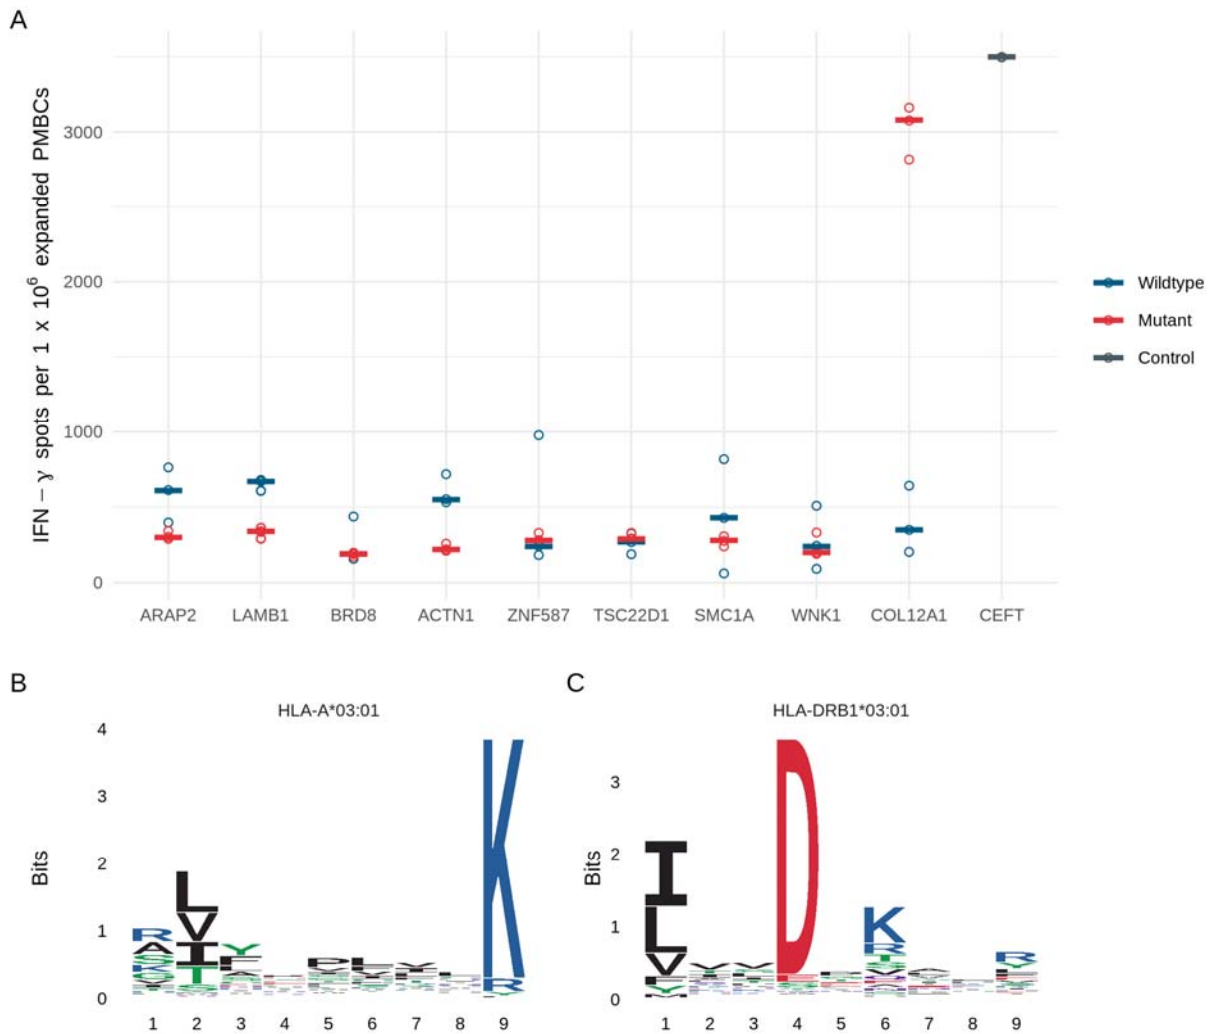 A
IFN – γ spots per 1 x 10⁶ expanded PMBCs
3000
2000
1000
0
ARAP2 LAMB1 BRD8 ACTN1 ZNF587 TSC22D1 SMC1A WNK1 COL12A1 CEFT
Wildtype
Mutant
Control
B
HLA-A*03:01
Bits
4
3
2
1
0
1 2 3 4 5 6 7 8 9
C
HLA-DRB1*03:01
Bits
3
2
1
0
1 2 3 4 5 6 7 8 9